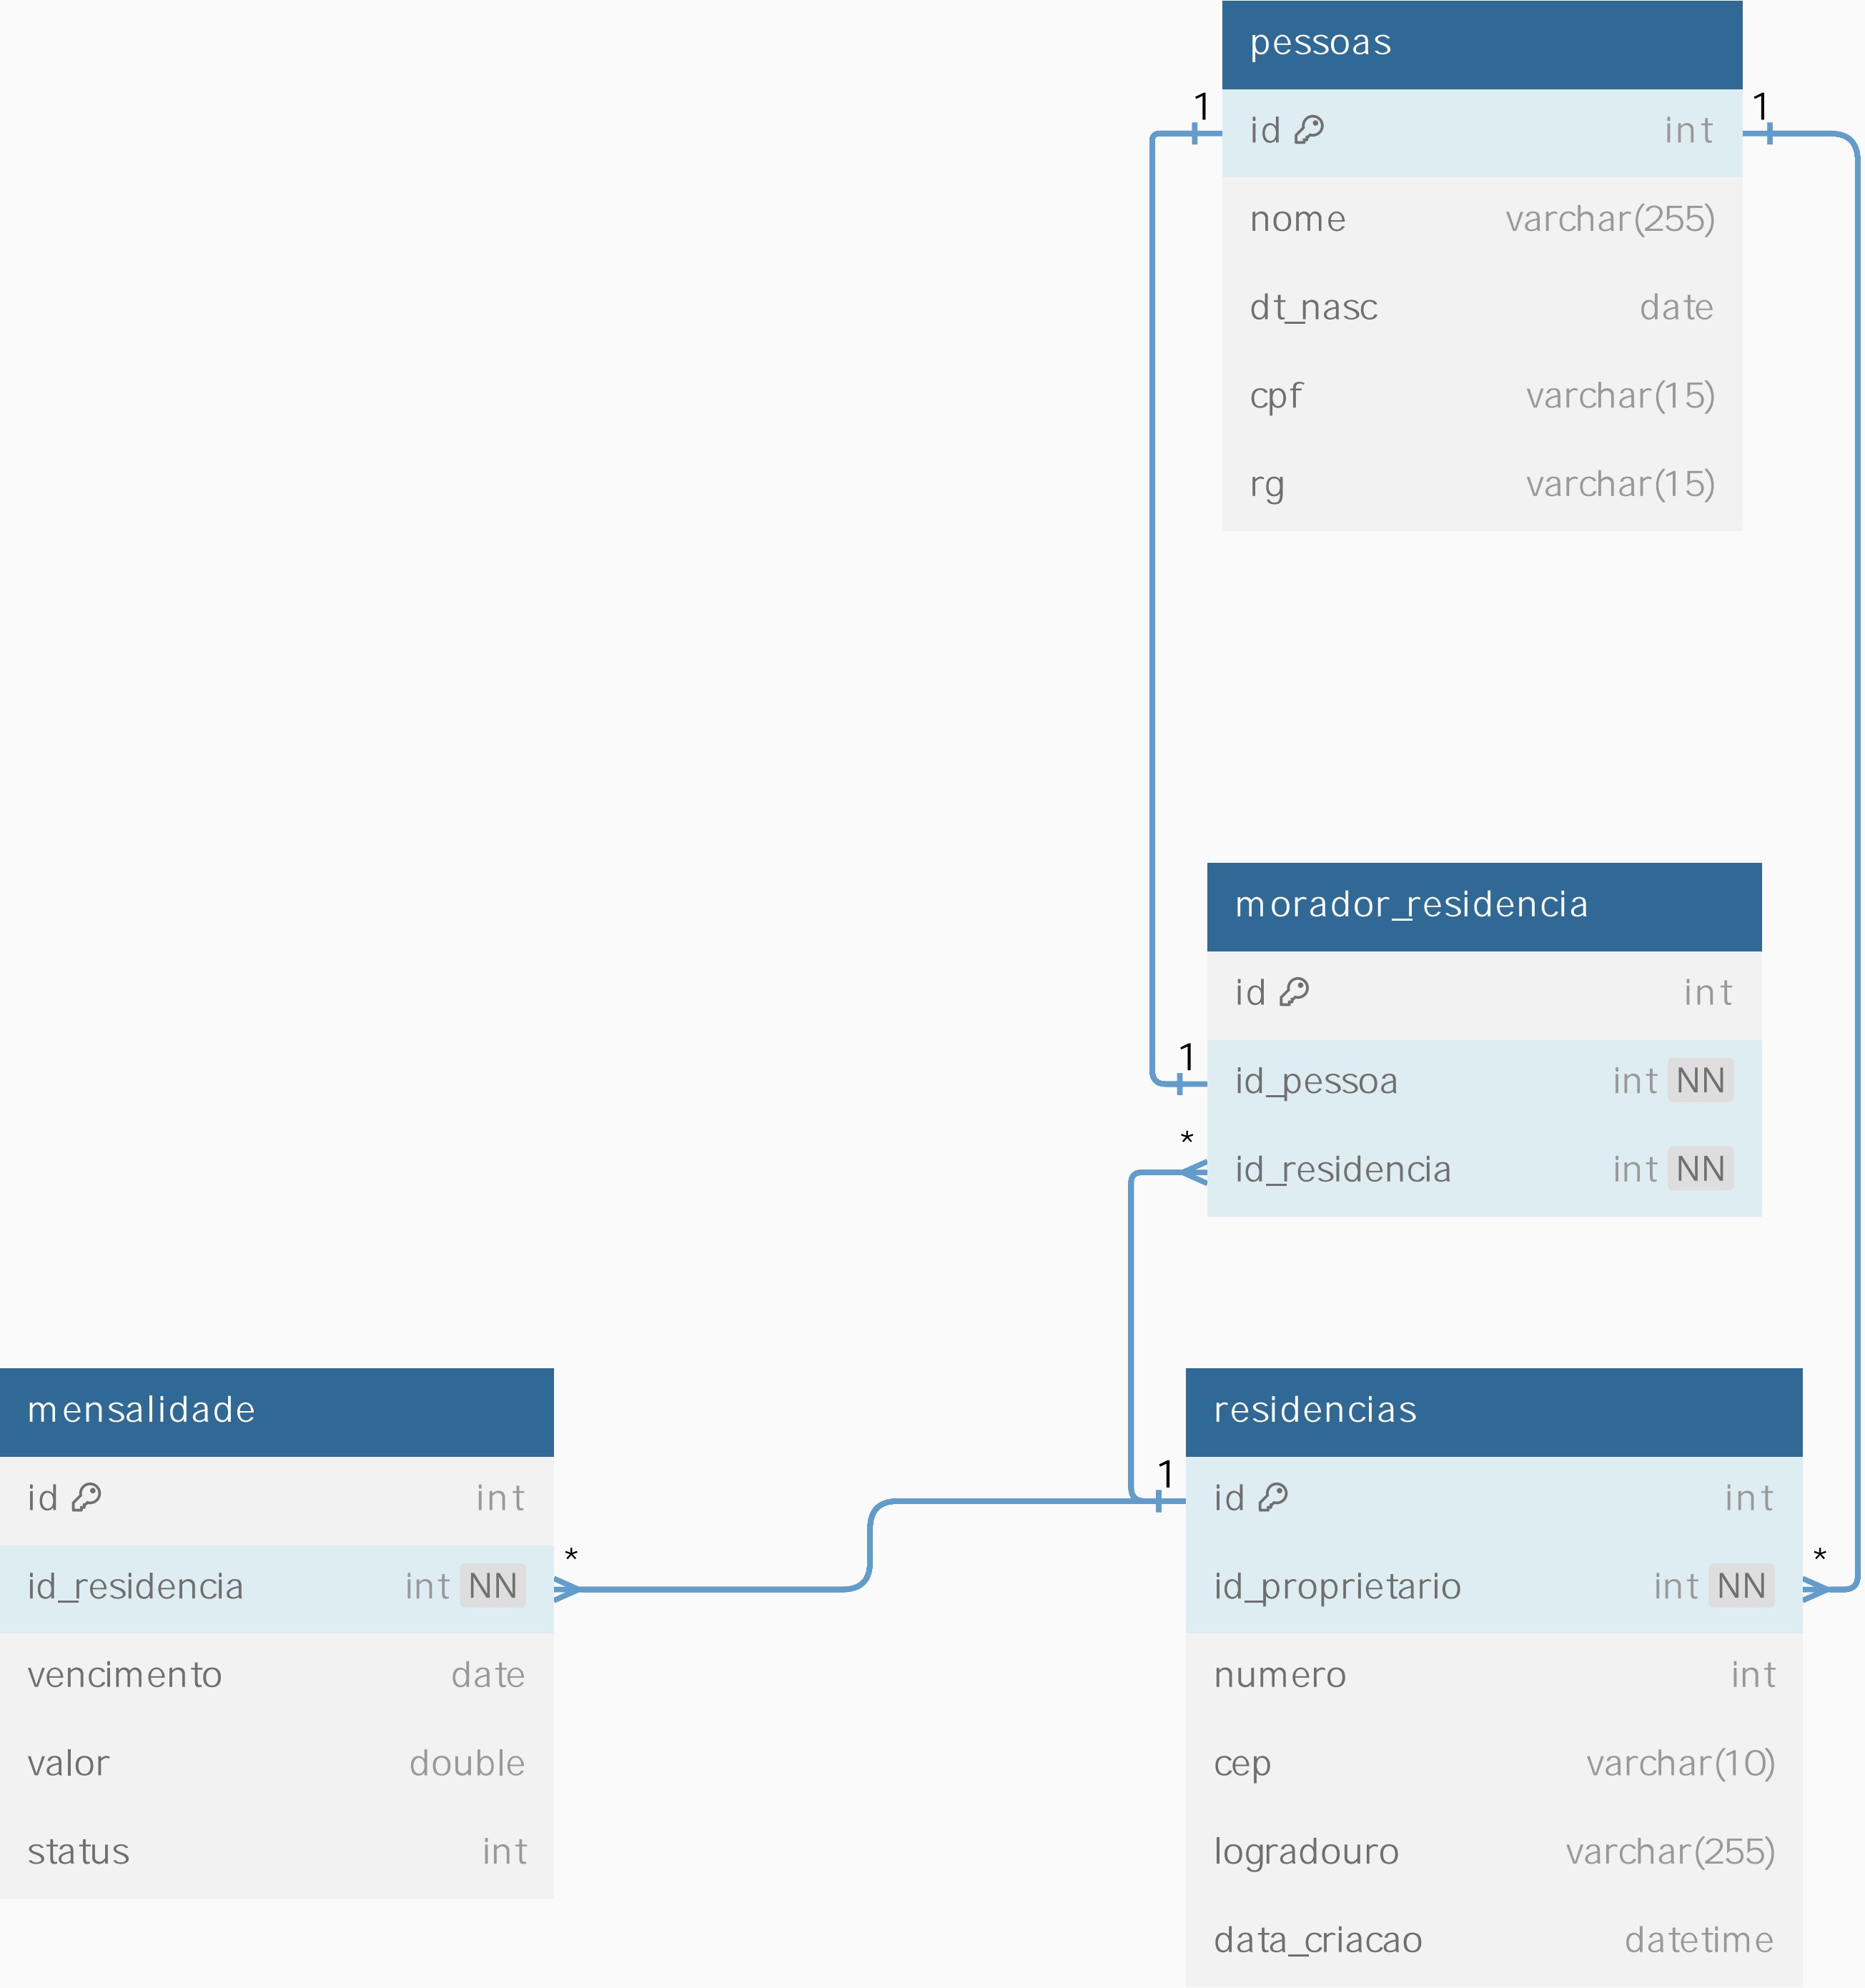 pessoas
1
1
id int
nome varchar(255)
dt_nasc date
cpf varchar(15)
rg varchar(15)
morador_residencia
id int
1
id_pessoa int NN
*
id_residencia int NN
mensalidade
id int
*
id_residencia int NN
vencimento date
valor double
status int
residencias
1
id int
*
id_proprietario int NN
numero int
cep varchar(10)
logradouro varchar(255)
data_criacao datetime